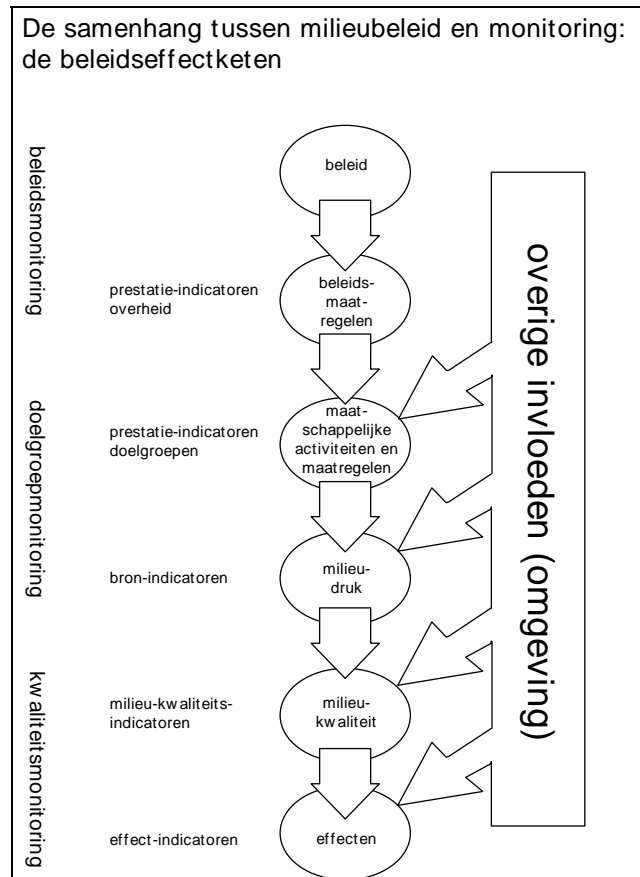 De samenhang tussen milieubeleid en monitoring:
de beleidseffectketen
beleidsmonitoring
beleid
prestatie-indicatoren
overheid
beleids-
maat-
regelen
doelgroepmonitoring
prestatie-indicatoren
doelgroepen
maat-
schappelijke
activiteiten en
maatregelen
bron-indicatoren
milieu-
druk
kwaliteitsmonitoring
milieu-kwaliteits-
indicatoren
milieu-
kwaliteit
effect-indicatoren
effecten
overige invloeden (omgeving)